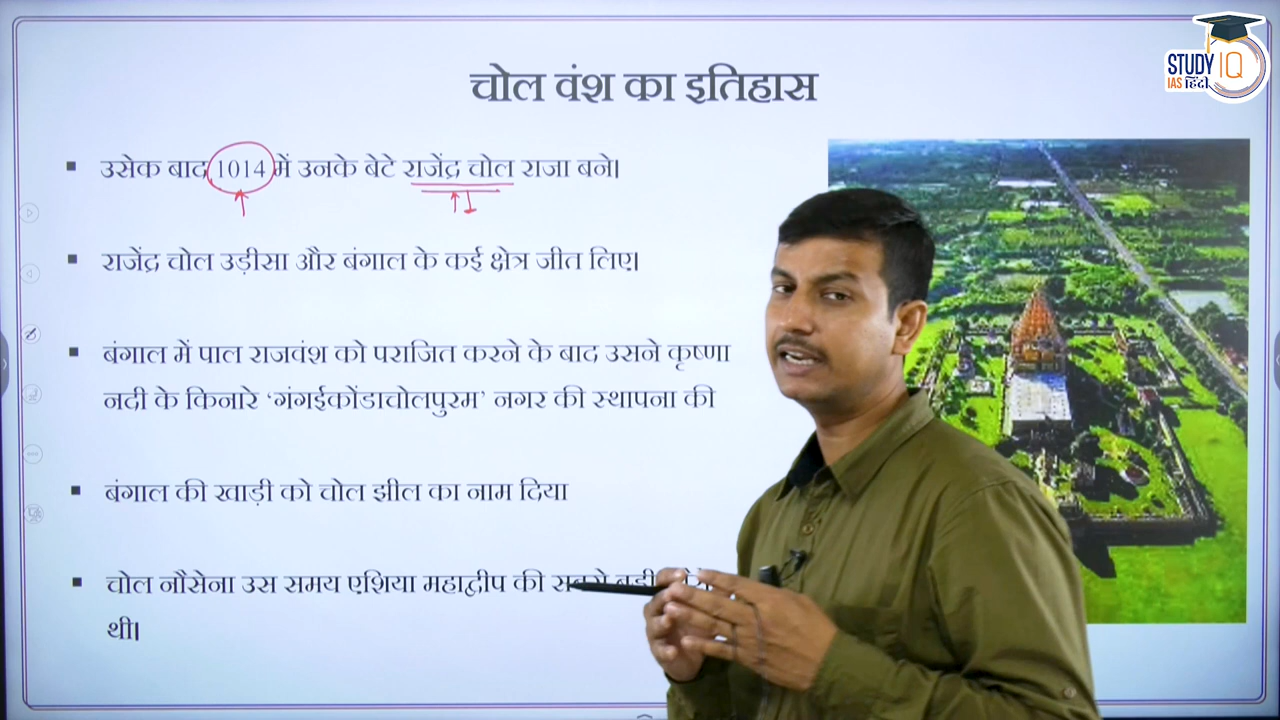 STUDY IQ
IAS हिंदी
चोल वंश का इतिहास
उसेक बाद 1014 में उनके बेटे राजेंद्र चोल राजा बने।
I
राजेंद्र चोल उड़ीसा और बंगाल के कई क्षेत्र जीत लिए।
बंगाल में पाल राजवंश को पराजित करने के बाद उसने कृष्णा
नदी के किनारे ‘गंगईकोंडाचोलपुरम’ नगर की स्थापना की
बंगाल की खाड़ी को चोल झील का नाम दिया
चोल नौसेना उस समय एशिया महाद्वीप की
थी।